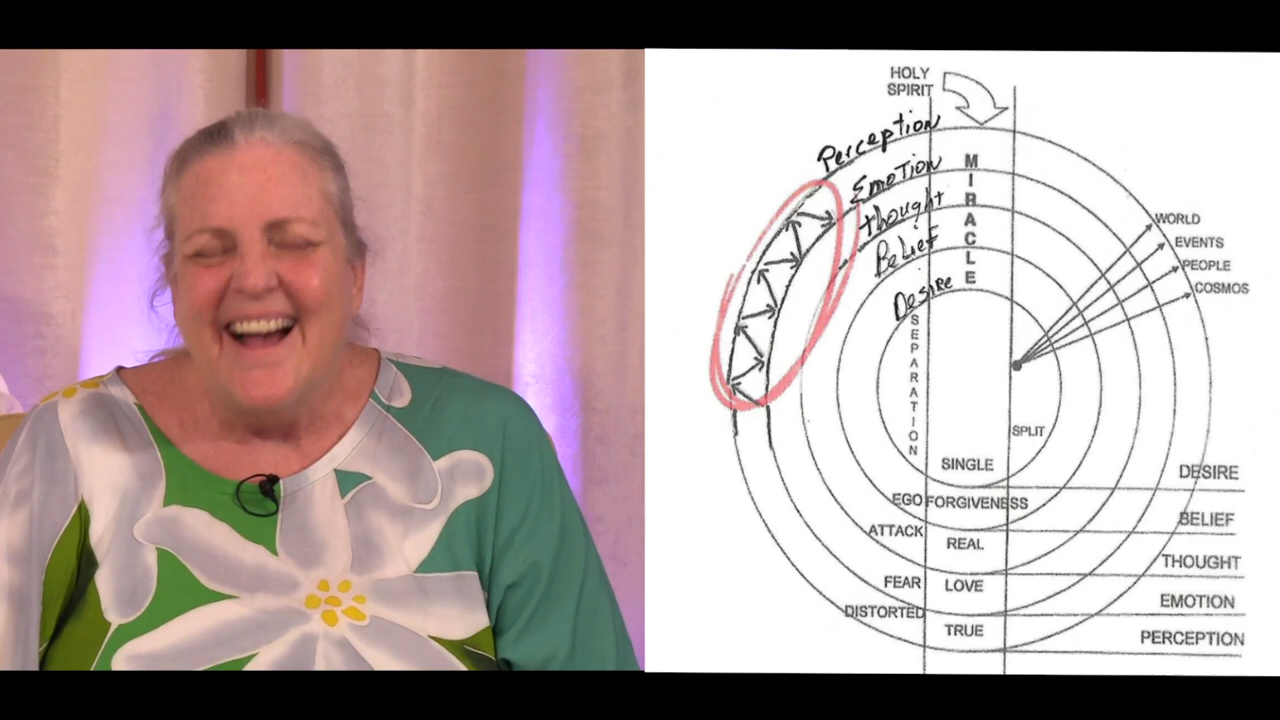 HOLY
SPIRIT
Perception
Emotion
thought
Belief
Desire
MIRACLE
WORLD
EVENTS
PEOPLE
COSMOS
SEPARATION
SPLIT
SINGLE
DESIRE
EGO FORGIVENESS
BELIEF
ATTACK
REAL
THOUGHT
FEAR
LOVE
EMOTION
DISTORTED
TRUE
PERCEPTION